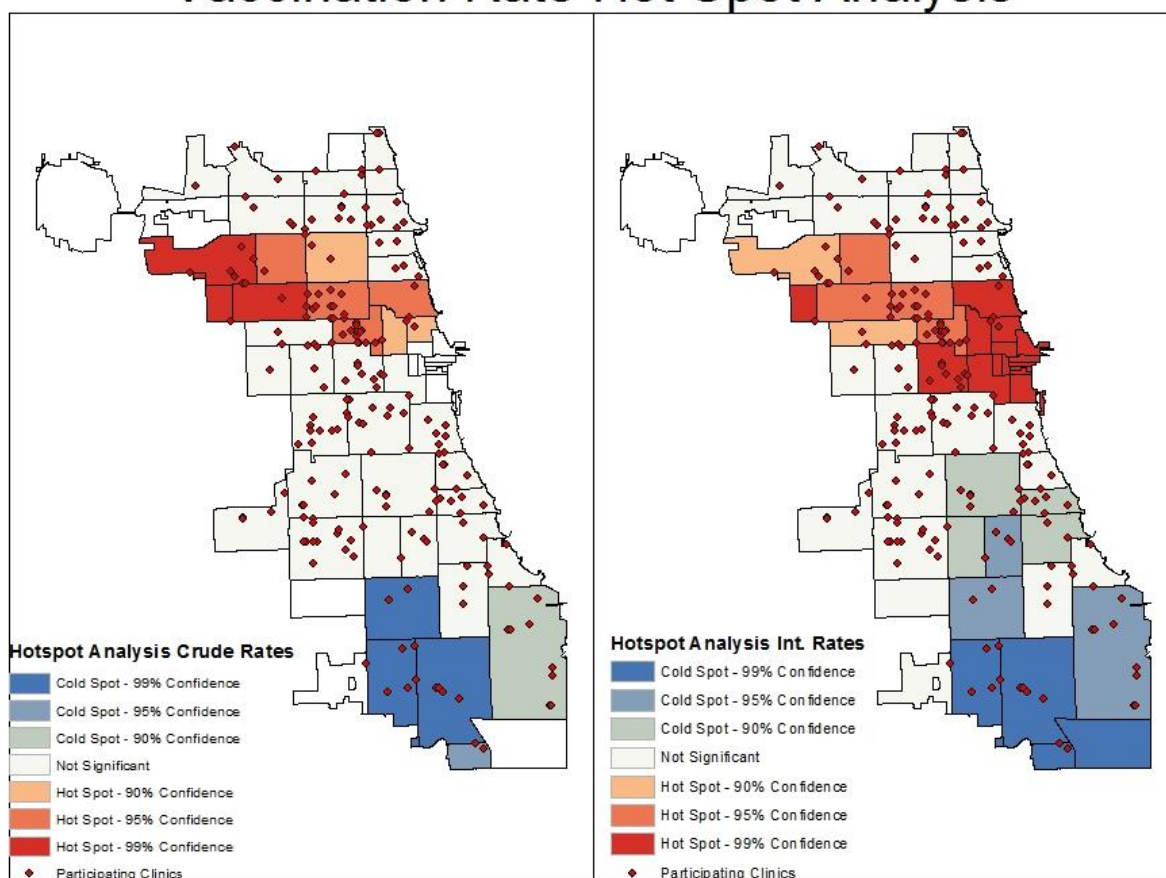 Vaccination Rate Hot Spot Analysis
Hotspot Analysis Crude Rates
Cold Spot - 99% Confidence
Cold Spot - 95% Confidence
Cold Spot - 90% Confidence
Not Significant
Hot Spot - 90% Confidence
Hot Spot - 95% Confidence
Hot Spot - 99% Confidence
Participating Clinics
Hotspot Analysis Int. Rates
Cold Spot - 99% Confidence
Cold Spot - 95% Confidence
Cold Spot - 90% Confidence
Not Significant
Hot Spot - 90% Confidence
Hot Spot - 95% Confidence
Hot Spot - 99% Confidence
Participating Clinics